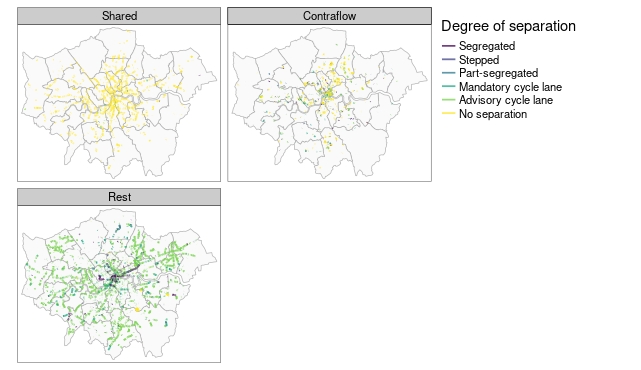 Shared
Contraflow
Degree of separation
Segregated
Stepped
Part-segregated
Mandatory cycle lane
Advisory cycle lane
No separation
Rest